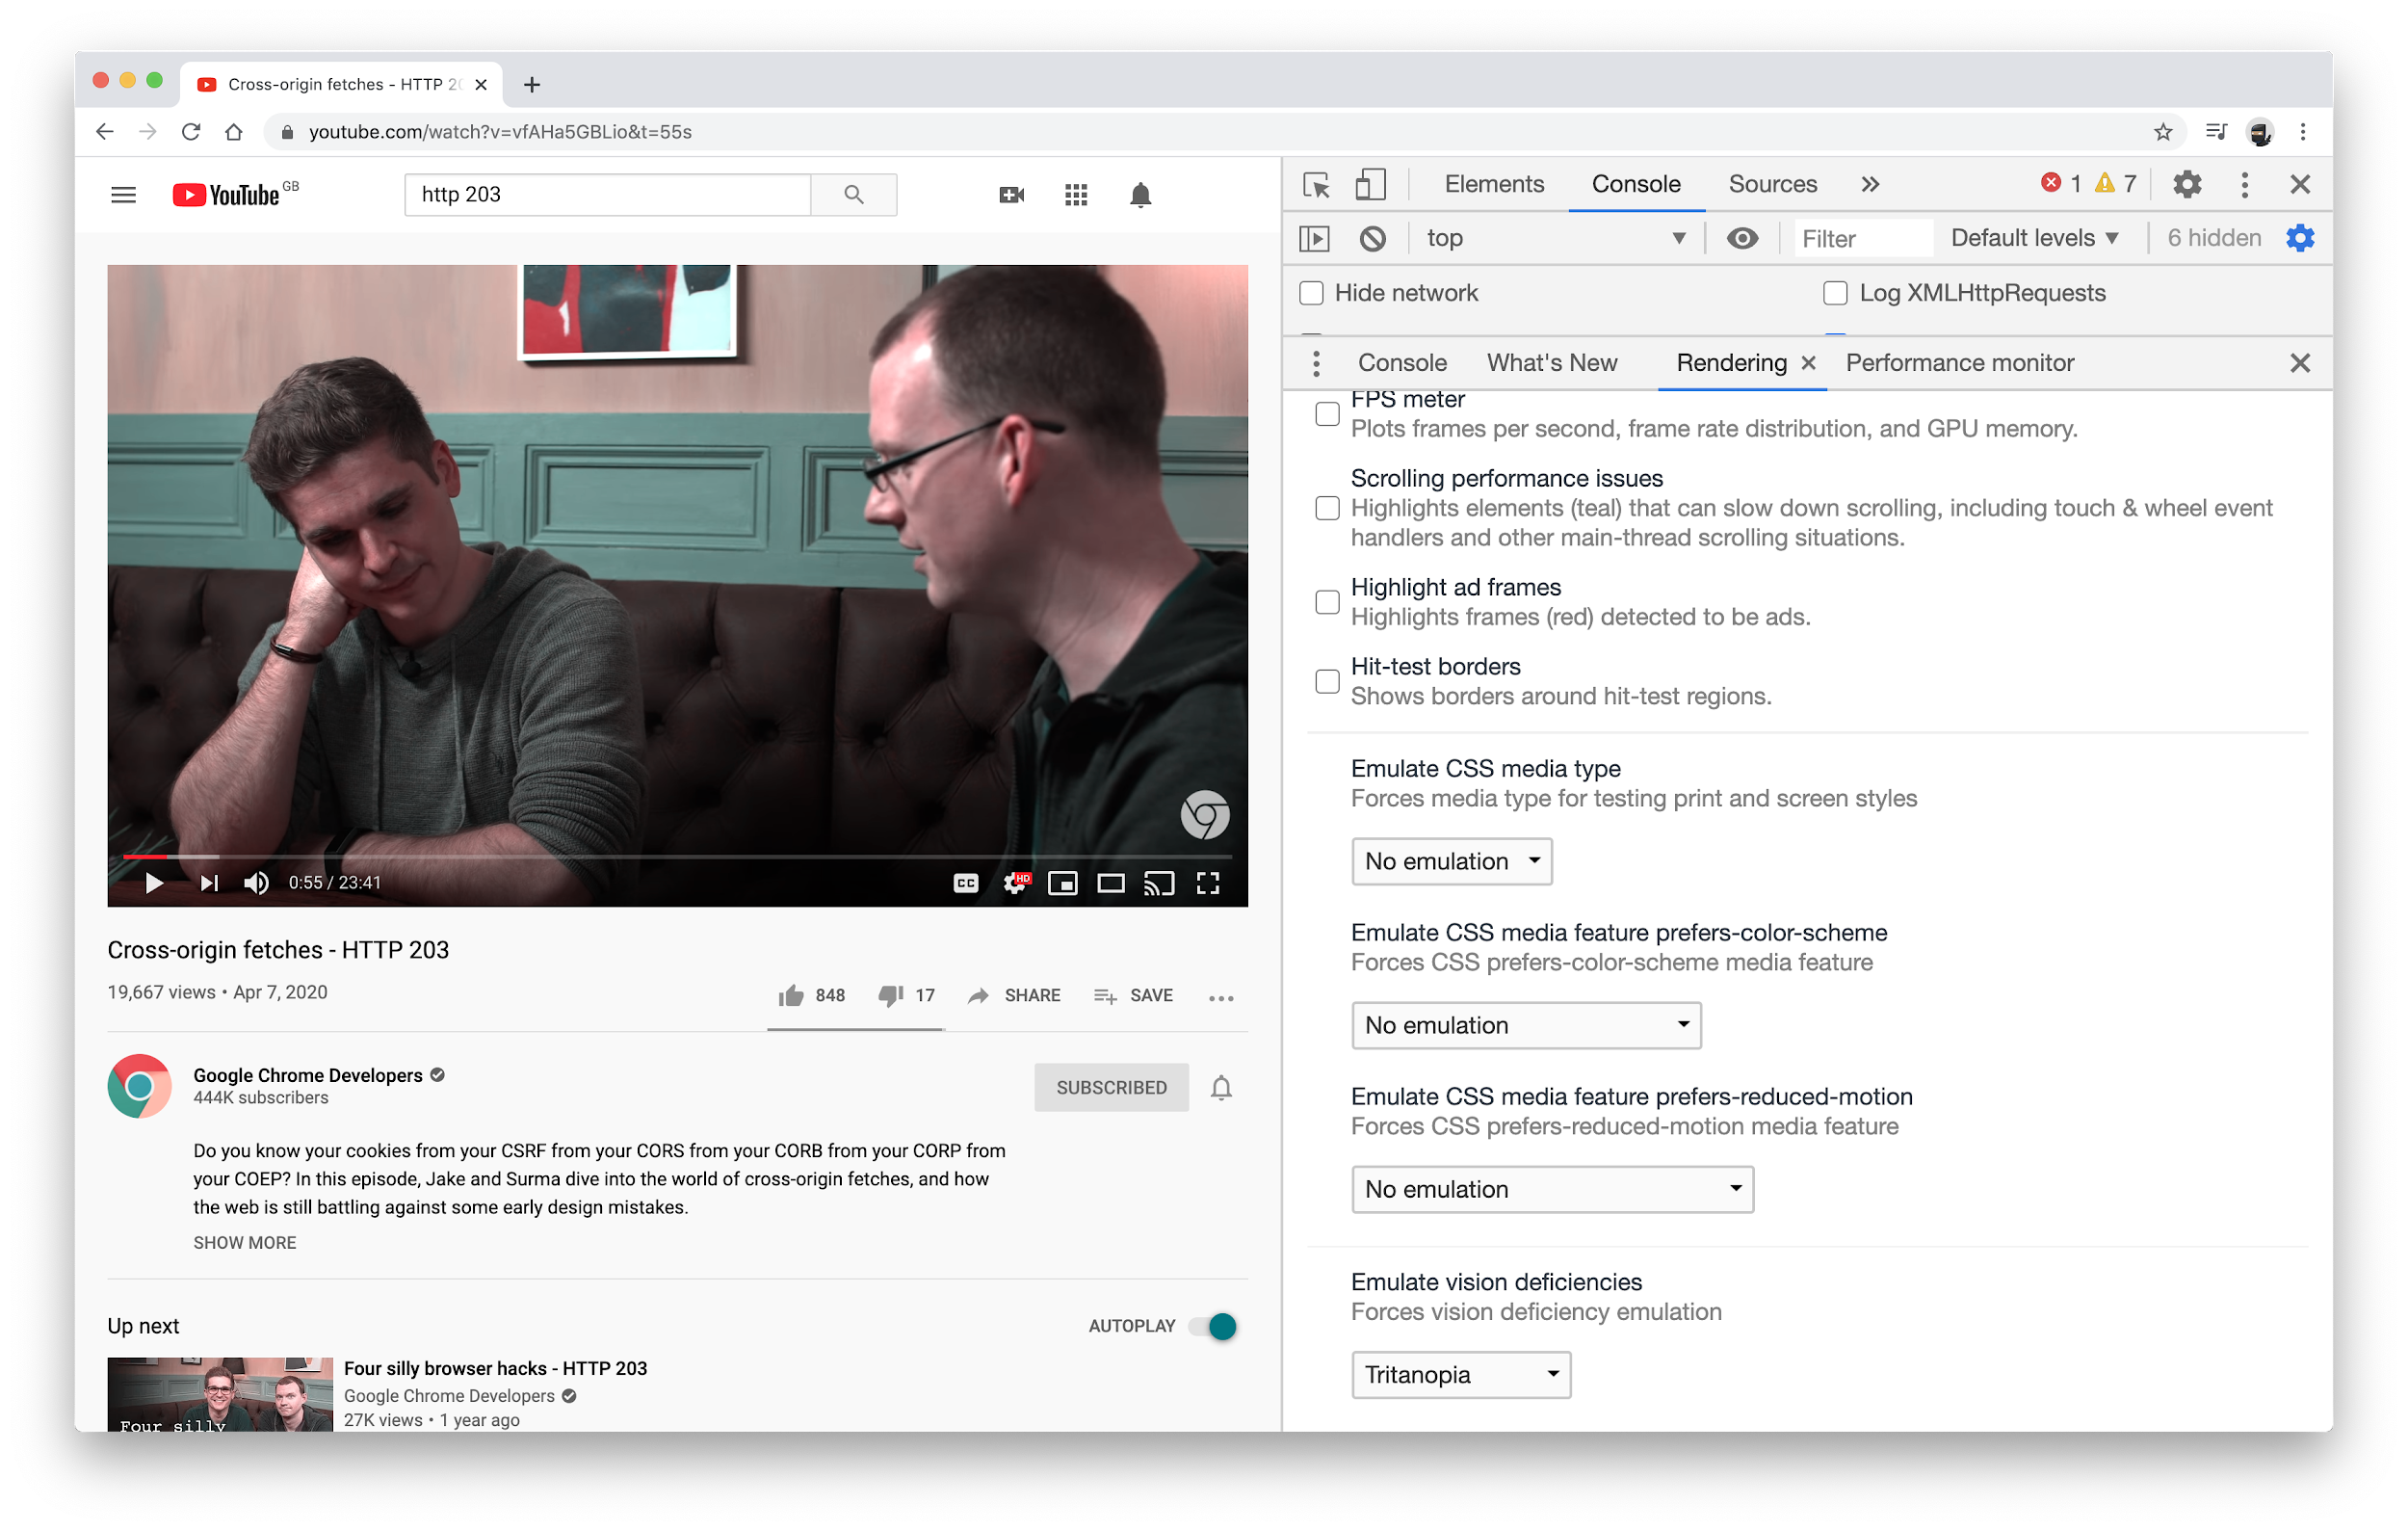 Cross-origin fetches - HTTP 20
youtube.com/watch?v=vfAHa5GBLio&t=55s
YouTube GB
http 203
HD
CC
0:55 / 23:41
Cross-origin fetches - HTTP 203
19,667 views • Apr 7, 2020
848
17
SHARE
SAVE
Google Chrome Developers
444K subscribers
SUBSCRIBED
Do you know your cookies from your CSRF from your CORS from your CORB from your CORP from
your COEP? In this episode, Jake and Surma dive into the world of cross-origin fetches, and how
the web is still battling against some early design mistakes.
SHOW MORE
Up next
AUTOPLAY
Four silly
Four silly browser hacks - HTTP 203
Google Chrome Developers
27K views • 1 year ago
Elements
Console
Sources
1
7
top
Filter
Default levels
6 hidden
Hide network
Log XMLHttpRequests
Console
What's New
Rendering
Performance monitor
FPS meter
Plots frames per second, frame rate distribution, and GPU memory.
Scrolling performance issues
Highlights elements (teal) that can slow down scrolling, including touch & wheel event
handlers and other main-thread scrolling situations.
Highlight ad frames
Highlights frames (red) detected to be ads.
Hit-test borders
Shows borders around hit-test regions.
Emulate CSS media type
Forces media type for testing print and screen styles
No emulation
Emulate CSS media feature prefers-color-scheme
Forces CSS prefers-color-scheme media feature
No emulation
Emulate CSS media feature prefers-reduced-motion
Forces CSS prefers-reduced-motion media feature
No emulation
Emulate vision deficiencies
Forces vision deficiency emulation
Tritanopia